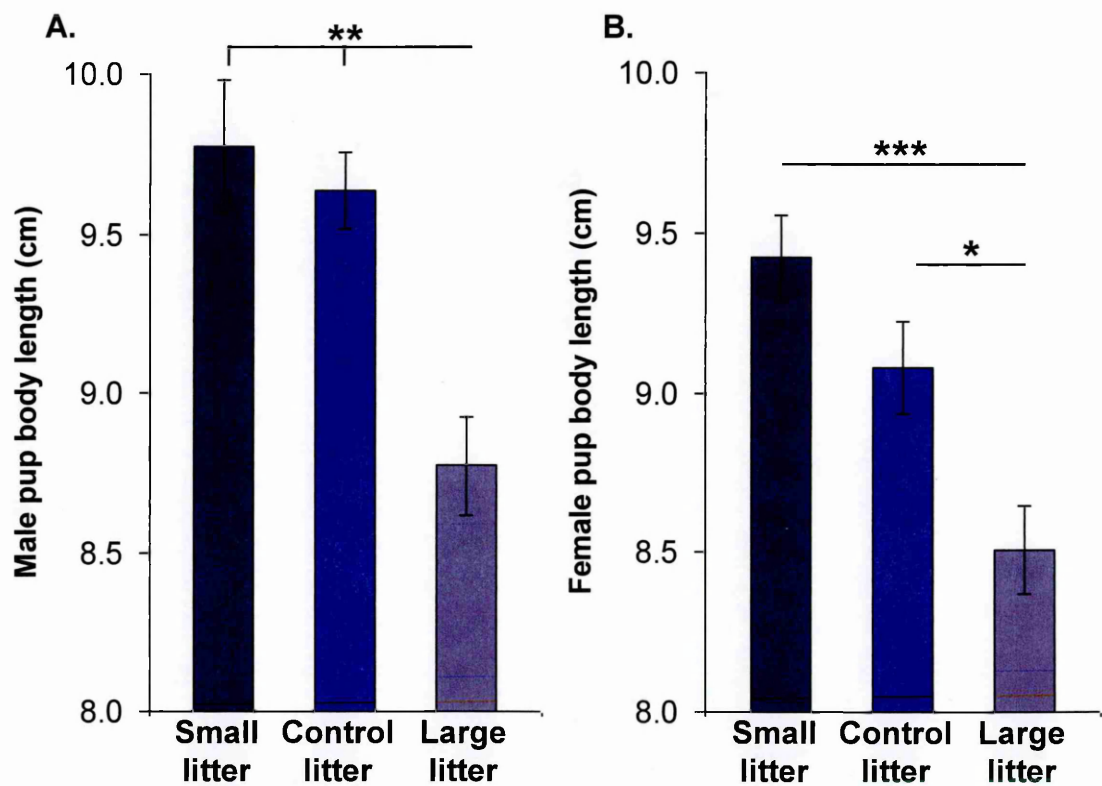 A.
**
10.0
9.5
9.0
8.5
8.0
Male pup body length (cm)
Small litter
Control litter
Large litter
B.
***
*
10.0
9.5
9.0
8.5
8.0
Female pup body length (cm)
Small litter
Control litter
Large litter